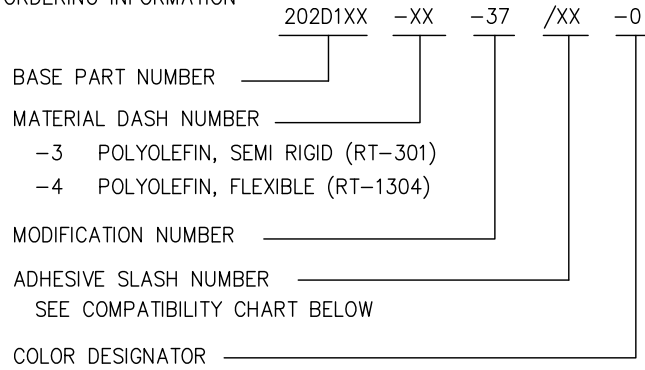 ORDERING INFORMATION
202D1XX -XX -37 /XX -0
BASE PART NUMBER
MATERIAL DASH NUMBER
-3 POLYOLEFIN, SEMI RIGID (RT-301)
-4 POLYOLEFIN, FLEXIBLE (RT-1304)
MODIFICATION NUMBER
ADHESIVE SLASH NUMBER
SEE COMPATIBILITY CHART BELOW
COLOR DESIGNATOR